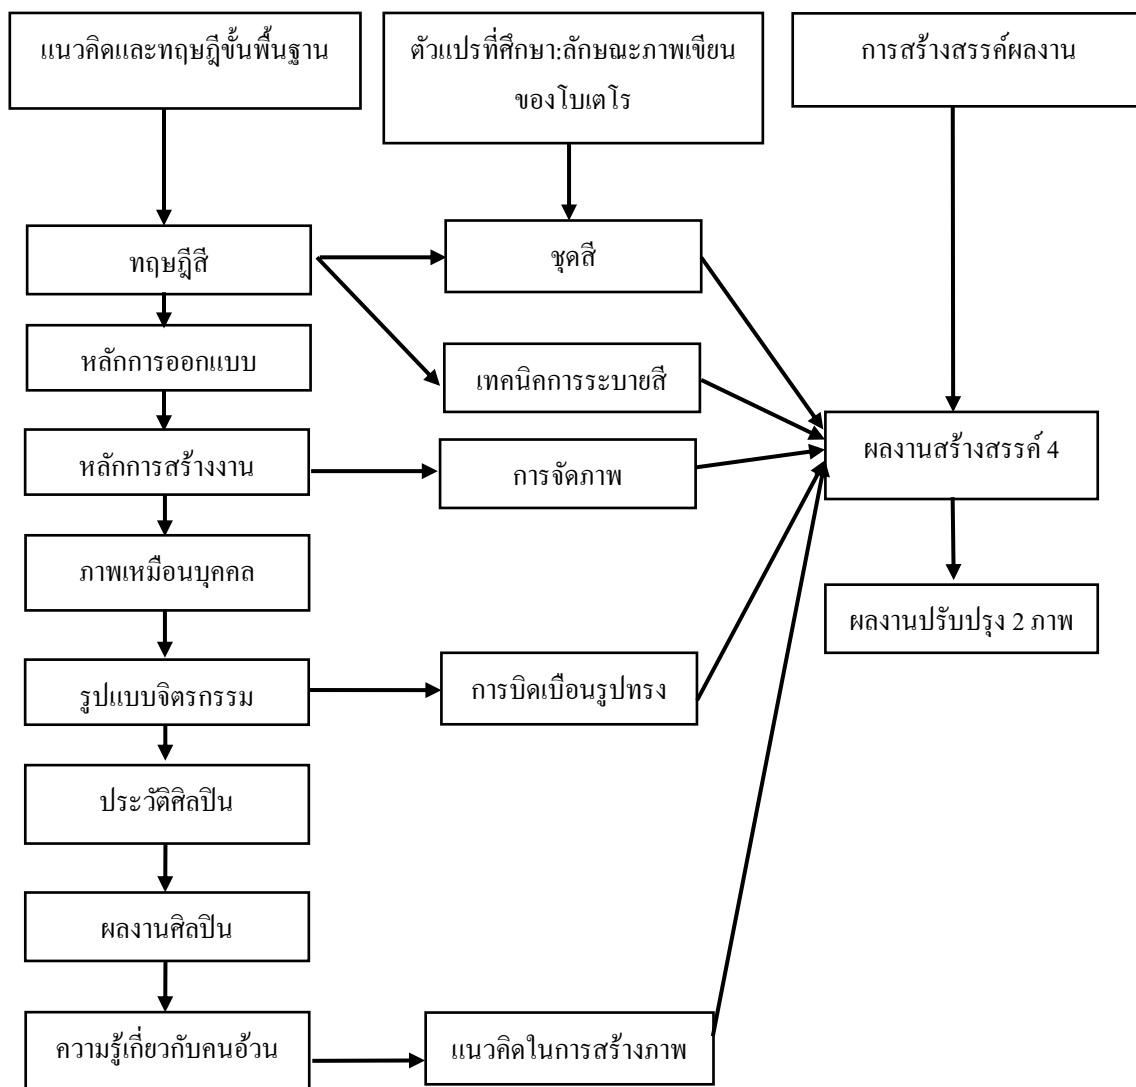 แนวคิดและทฤษฎีขั้นพื้นฐาน
ตัวแปรที่ศึกษา:ลักษณะภาพเขียน
ของโบเตโร
การสร้างสรรค์ผลงาน
ทฤษฎีสี
ชุดสี
หลักการออกแบบ
เทคนิคการระบายสี
ผลงานสร้างสรรค์ 4
หลักการสร้างงาน
การจัดภาพ
ภาพเหมือนบุคคล
ผลงานปรับปรุง 2 ภาพ
รูปแบบจิตรกรรม
การบิดเบือนรูปทรง
ประวัติศิลปิน
ผลงานศิลปิน
ความรู้เกี่ยวกับคนอ้วน
แนวคิดในการสร้างภาพ